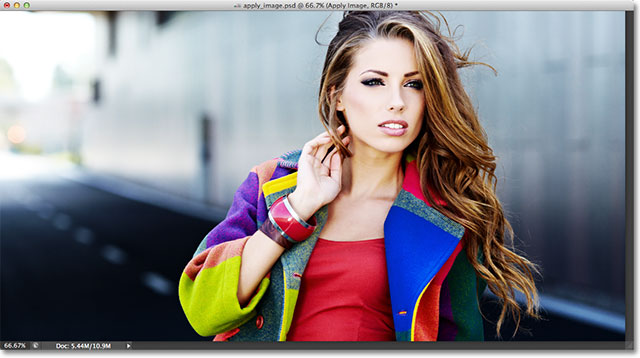 apply_image.psd @ 66.7% (Apply Image, RGB/8) *
66.67%
Doc: 5.44M/10.9M